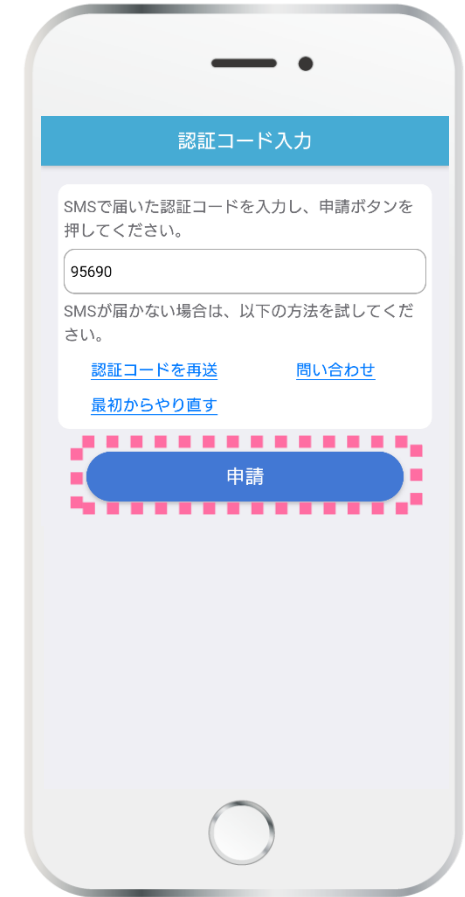 認証コード入力
SMSで届いた認証コードを入力し、申請ボタンを
押してください。
95690
SMSが届かない場合は、以下の方法を試してくだ
さい。
認証コードを再送 問い合わせ
最初からやり直す
申請